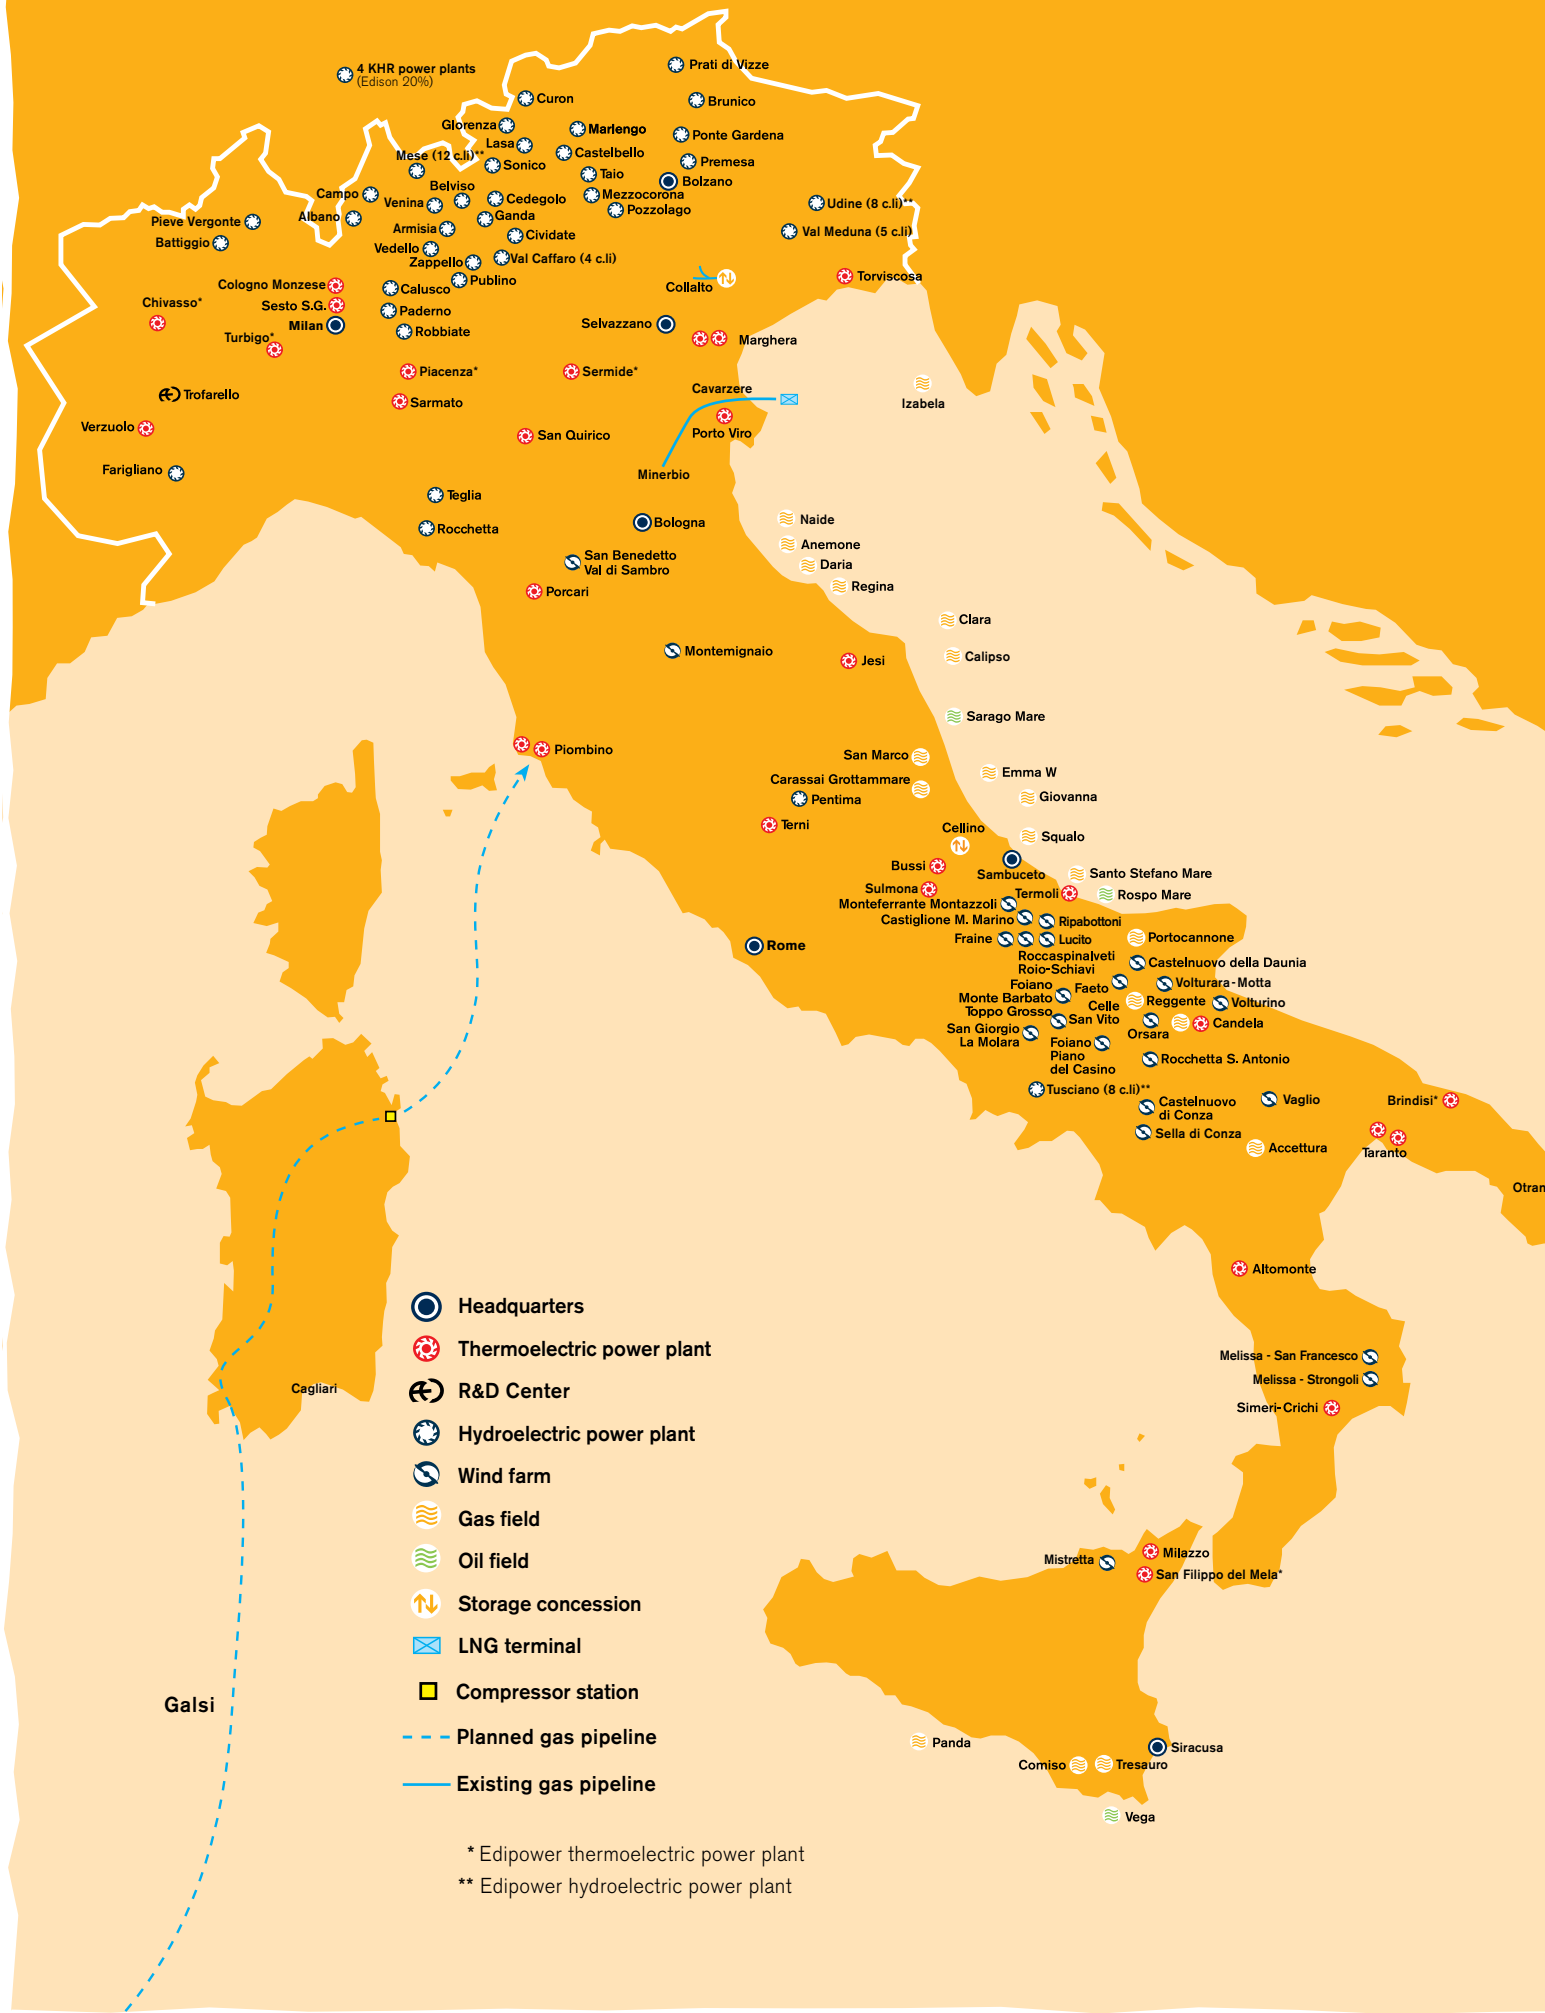 4 KHR power plants
(Edison 20%)
Prati di Vizze
Curon
Brunico
Glorenza
Marlengo
Ponte Gardena
Lasa
Castelbello
Mese (12 c.li)**
Sonico
Premesa
Taio
Bolzano
Belviso
Campo
Venina
Cedegolo
Mezzocorona
Udine (8 c.li)**
Pozzolago
Albano
Ganda
Pieve Vergonte
Armisia
Cividate
Val Meduna (5 c.li)
Battiggio
Vedello
Zappello
Val Caffaro (4 c.li)
Torviscosa
Publino
Cologno Monzese
Calusco
Collalto
Chivasso*
Sesto S.G.
Paderno
Milan
Robbiate
Selvazzano
Turbigo*
Marghera
Piacenza*
Sermide*
Trofarello
Sarmato
Cavarzere
Izabela
Verzuolo
San Quirico
Porto Viro
Farigliano
Minerbio
Teglia
Rocchetta
Bologna
Naide
Anemone
San Benedetto
Val di Sambro
Daria
Porcari
Regina
Clara
Montemignaio
Jesi
Calipso
Sarago Mare
Piombino
San Marco
Emma W
Carassai Grottammare
Pentima
Giovanna
Terni
Cellino
Squalo
Bussi
Sambuceto
Santo Stefano Mare
Sulmona
Termoli
Rospo Mare
Monteferrante Montazzoli
Castiglione M. Marino
Ripabottoni
Fraine
Lucito
Portocannone
Rome
Roccaspinalveti
Roio-Schiavi
Castelnuovo della Daunia
Foiano
Monte Barbato
Toppo Grosso
Faeto
Volturara-Motta
Celle
San Vito
Reggente
Volturino
San Giorgio
La Molara
Orsara
Candela
Foiano
Piano
del Casino
Rocchetta S. Antonio
Tusciano (8 c.li)**
Castelnuovo
di Conza
Vaglio
Brindisi*
Sella di Conza
Accettura
Taranto
Otran
Altomonte
Melissa - San Francesco
Melissa - Strongoli
Simeri-Crichi
Cagliari
Headquarters
Thermoelectric power plant
R&D Center
Hydroelectric power plant
Wind farm
Gas field
Oil field
Storage concession
LNG terminal
Compressor station
Planned gas pipeline
Existing gas pipeline
Mistretta
Milazzo
San Filippo del Mela*
Galsi
Panda
Comiso
Tresauro
Siracusa
Vega
* Edipower thermoelectric power plant
** Edipower hydroelectric power plant